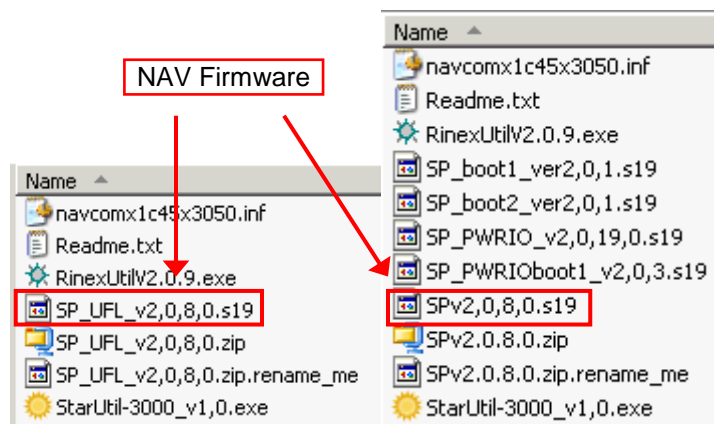 NAV Firmware
Name
navcomx1c45x3050.inf
Readme.txt
RinexUtilV2.0.9.exe
SP_UFL_v2,0,8,0.s19
SP_UFL_v2,0,8,0.zip
SP_UFL_v2,0,8,0.zip.rename_me
StarUtil-3000_v1,0.exe
Name
navcomx1c45x3050.inf
Readme.txt
RinexUtilV2.0.9.exe
SP_boot1_ver2,0,1.s19
SP_boot2_ver2,0,1.s19
SP_PWRIO_v2,0,19,0.s19
SP_PWRIOboot1_v2,0,3.s19
SPv2,0,8,0.s19
SPv2.0.8.0.zip
SPv2.0.8.0.zip.rename_me
StarUtil-3000_v1,0.exe